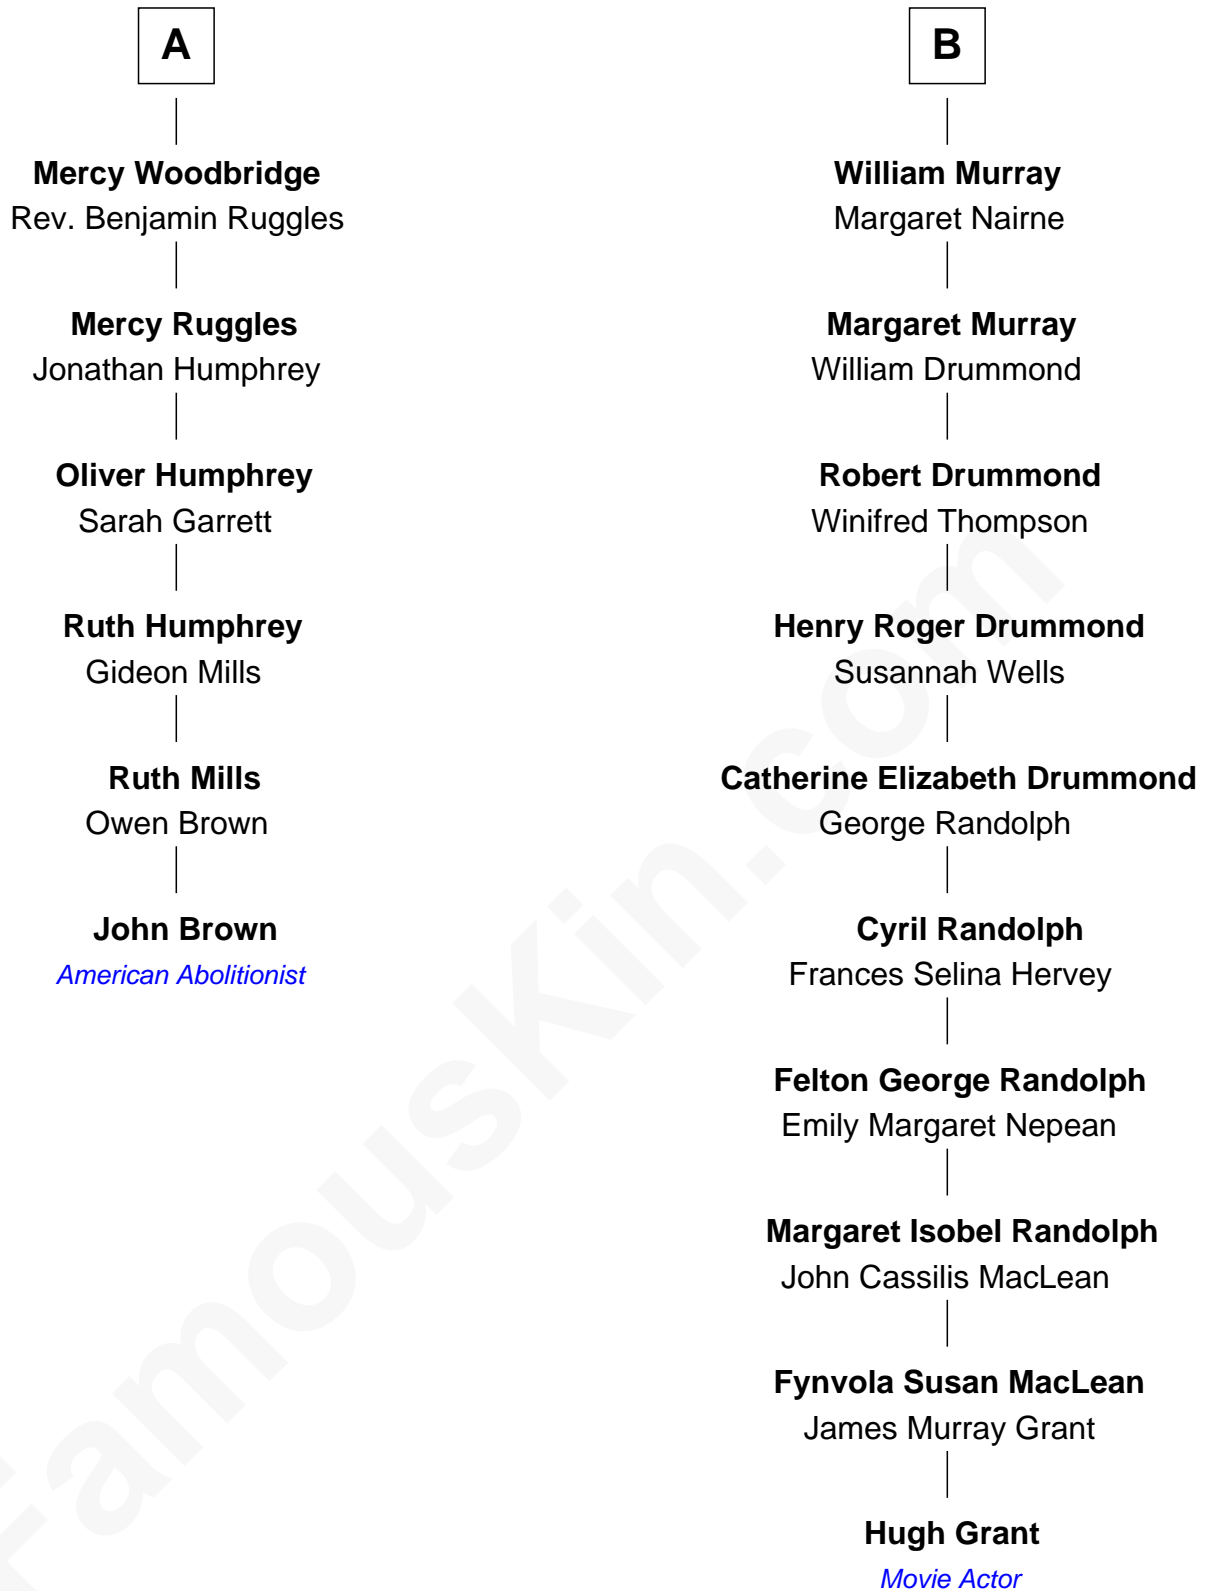 A
Mercy Woodbridge
Rev. Benjamin Ruggles
Mercy Ruggles
Jonathan Humphrey
Oliver Humphrey
Sarah Garrett
Ruth Humphrey
Gideon Mills
Ruth Mills
Owen Brown
John Brown
American Abolitionist
B
William Murray
Margaret Nairne
Margaret Murray
William Drummond
Robert Drummond
Winifred Thompson
Henry Roger Drummond
Susannah Wells
Catherine Elizabeth Drummond
George Randolph
Cyril Randolph
Frances Selina Hervey
Felton George Randolph
Emily Margaret Nepean
Margaret Isobel Randolph
John Cassilis MacLean
Fynvola Susan MacLean
James Murray Grant
Hugh Grant
Movie Actor
FamousKin.com